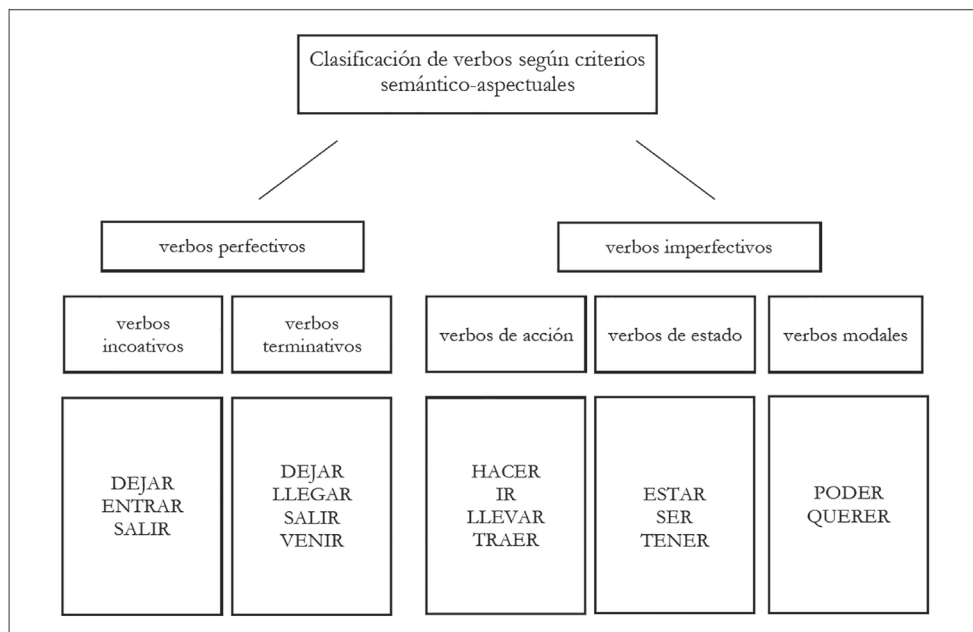 Clasificación de verbos según criterios
semántico-aspectuales
verbos perfectivos
verbos imperfectivos
verbos
incoativos
verbos
terminativos
verbos de acción
verbos de estado
verbos modales
DEJAR
ENTRAR
SALIR
DEJAR
LLEGAR
SALIR
VENIR
HACER
IR
LLEVAR
TRAER
ESTAR
SER
TENER
PODER
QUERER